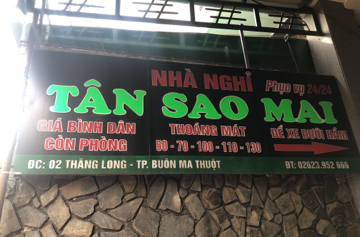 NHÀ NGHỈ Phục vụ 24/24
TÂN SAO MAI
GIÁ BÌNH DÂN THOÁNG MÁT ĐỂ XE DƯỚI HẦM
CÒN PHÒNG 50 - 70 - 100 - 110 - 130
ĐC: 02 THĂNG LONG - TP. BUÔN MA THUỘT ĐT: 02623.952 666